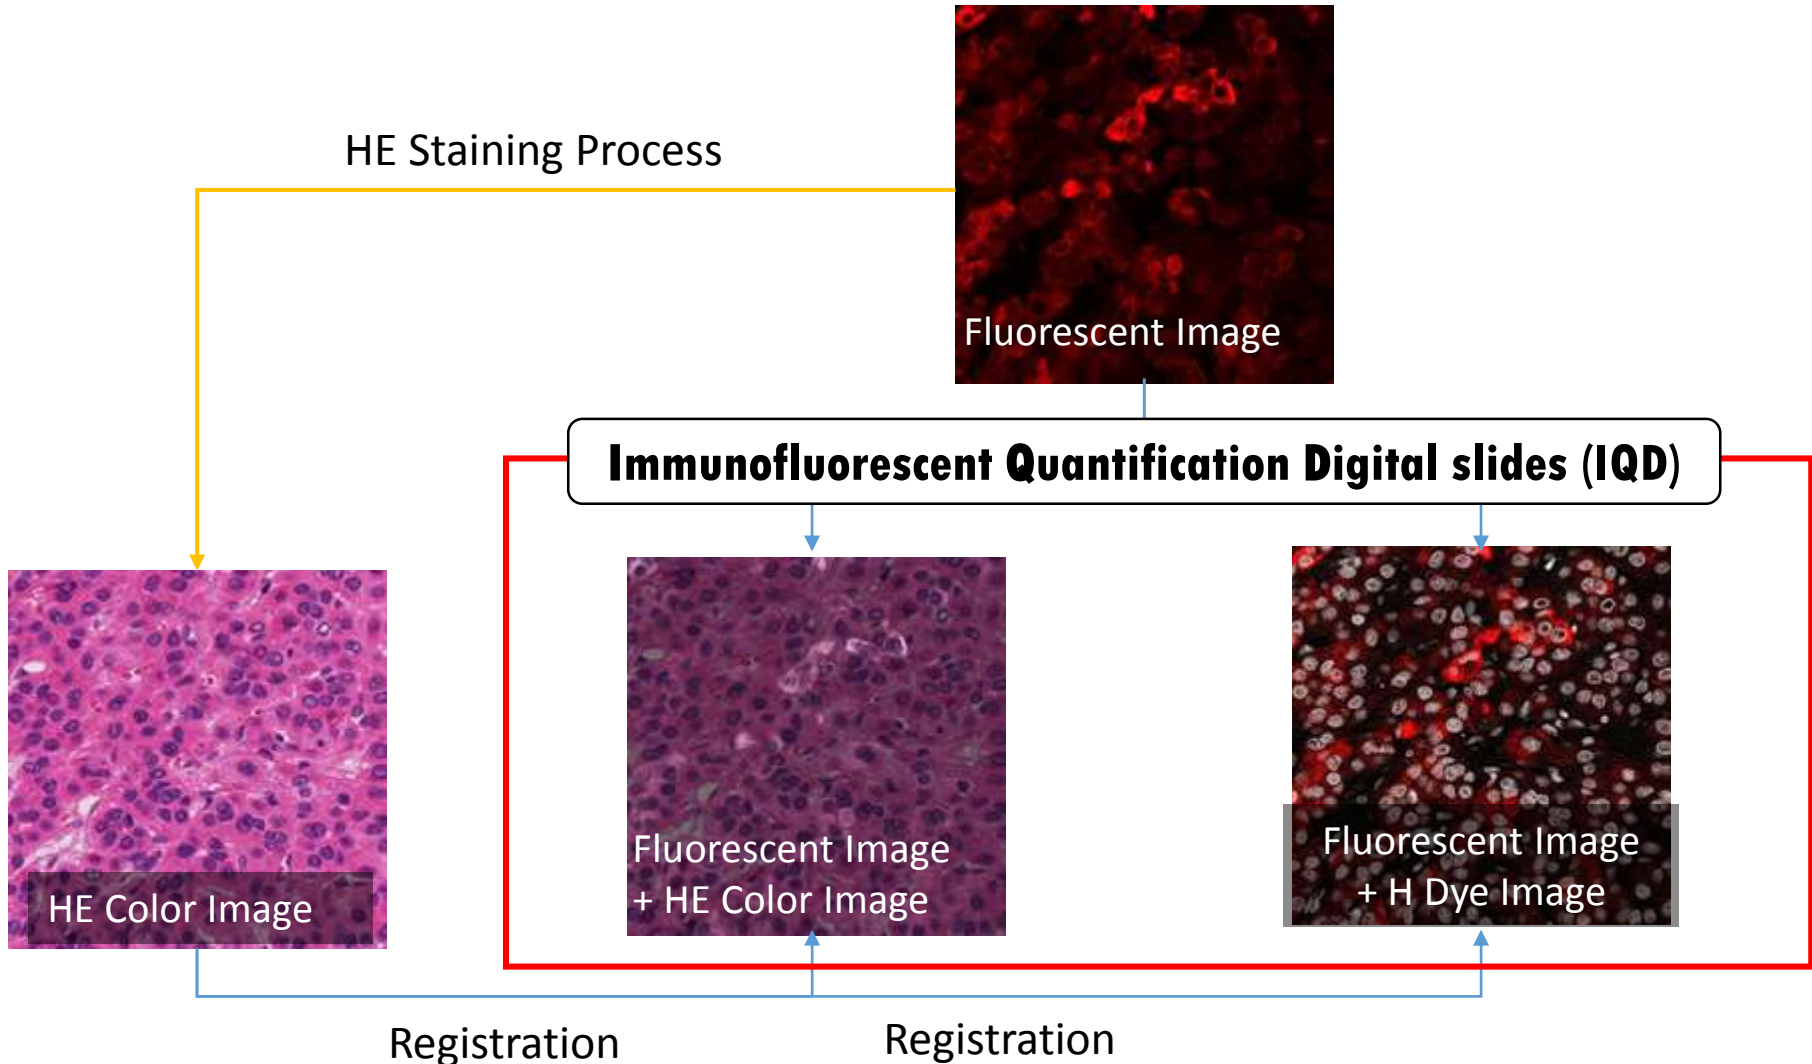 HE Staining Process
Fluorescent Image
Immunofluorescent Quantification Digital slides (IQD)
HE Color Image
Fluorescent Image
+ HE Color Image
Fluorescent Image
+ H Dye Image
Registration
Registration